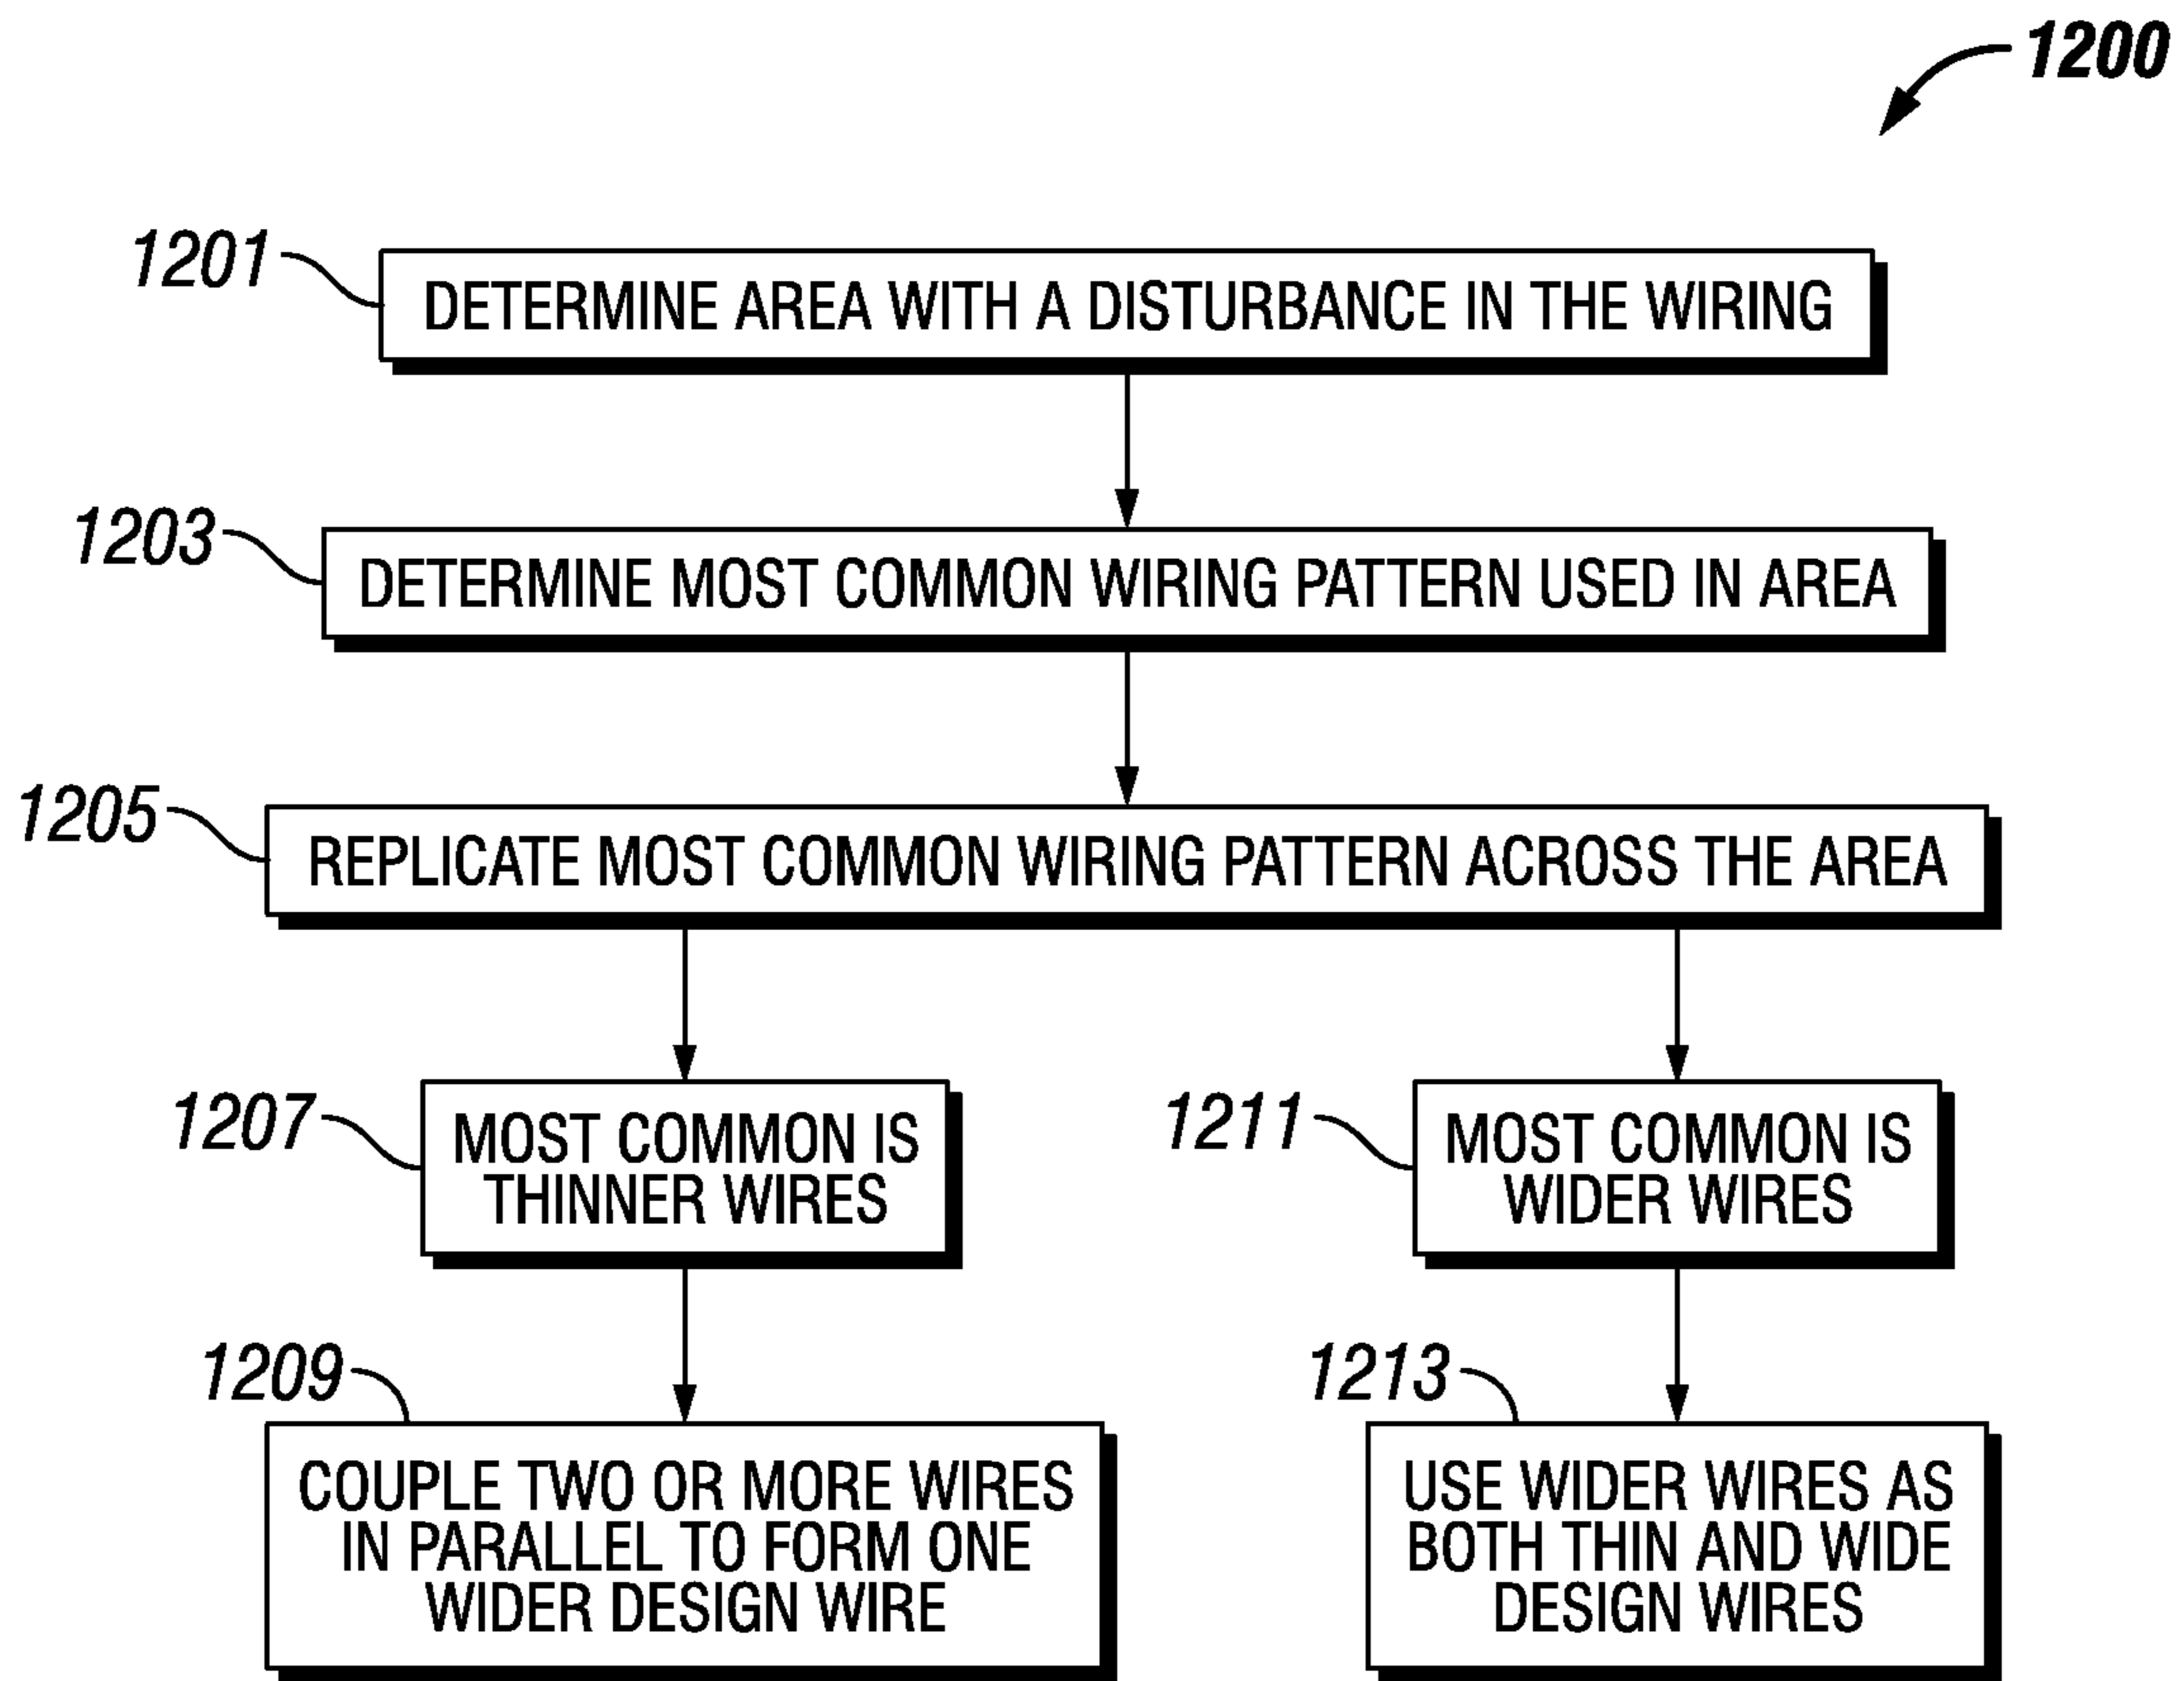 1200
1201
DETERMINE AREA WITH A DISTURBANCE IN THE WIRING
1203
DETERMINE MOST COMMON WIRING PATTERN USED IN AREA
1205
REPLICATE MOST COMMON WIRING PATTERN ACROSS THE AREA
1207
MOST COMMON IS
THINNER WIRES
1211
MOST COMMON IS
WIDER WIRES
1209
COUPLE TWO OR MORE WIRES
IN PARALLEL TO FORM ONE
WIDER DESIGN WIRE
1213
USE WIDER WIRES AS
BOTH THIN AND WIDE
DESIGN WIRES